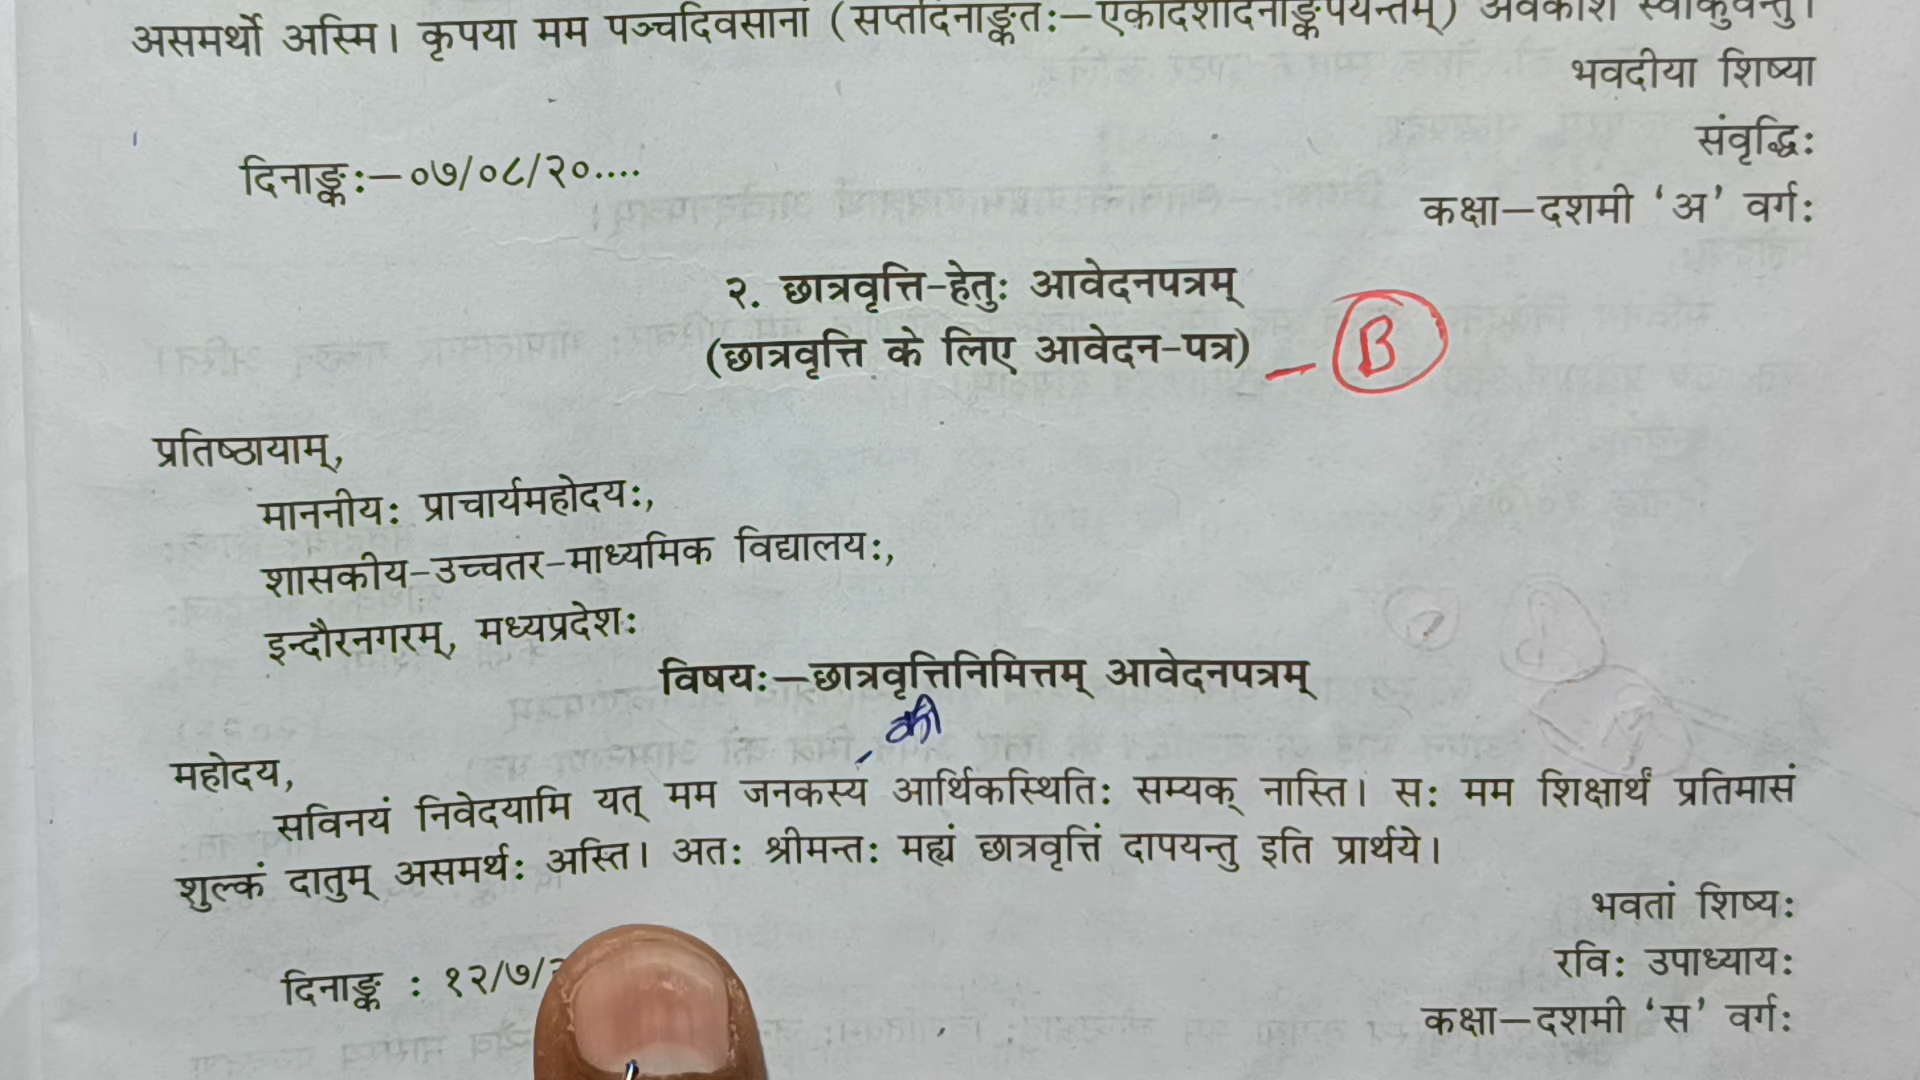 असमर्थो अस्मि। कृपया मम पञ्चदिवसानां (सप्तदिनाङ्कतः—एकादशदिनाङ्कपर्यन्तम्) अवकाशं स्वीकुर्वन्तु।
भवदीया शिष्या
संवृद्धिः
दिनाङ्कः—०७/०८/२०....
कक्षा—दशमी ‘अ’ वर्गः
२. छात्रवृत्ति-हेतुः आवेदनपत्रम्
(छात्रवृत्ति के लिए आवेदन-पत्र) – B
प्रतिष्ठायाम्,
माननीयः प्राचार्यमहोदयः,
शासकीय-उच्चतर-माध्यमिक विद्यालयः,
इन्दौरनगरम्, मध्यप्रदेशः
विषयः—छात्रवृत्तिनिमित्तम् आवेदनपत्रम्
की
महोदय,
सविनयं निवेदयामि यत् मम जनकस्य आर्थिकस्थितिः सम्यक् नास्ति। सः मम शिक्षार्थं प्रतिमासं
शुल्कं दातुम् असमर्थः अस्ति। अतः श्रीमन्तः मह्यं छात्रवृत्तिं दापयन्तु इति प्रार्थये।
भवतां शिष्यः
रविः उपाध्यायः
दिनाङ्क : १२/७/
कक्षा—दशमी ‘स’ वर्गः